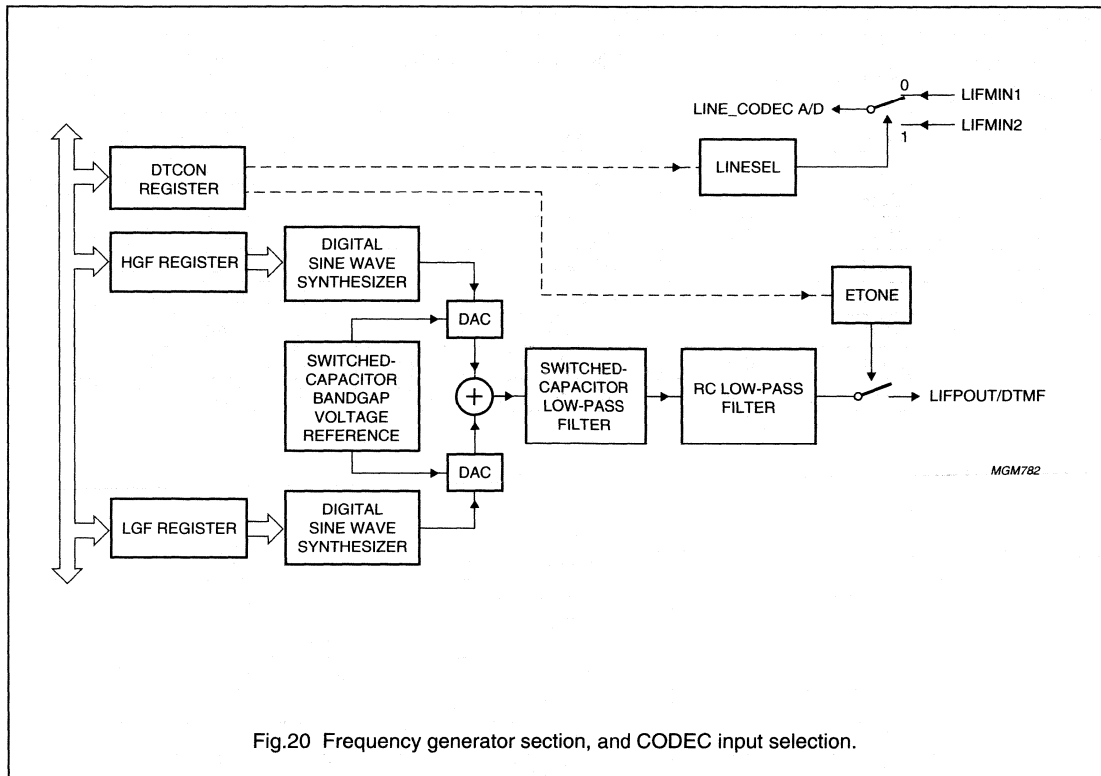 0
LINE_CODEC A/D
LIFMIN1
1
LIFMIN2
DTCON
REGISTER
LINESEL
HGF REGISTER
DIGITAL
SINE WAVE
SYNTHESIZER
ETONE
DAC
SWITCHED-
CAPACITOR
BANDGAP
VOLTAGE
REFERENCE
+
SWITCHED-
CAPACITOR
LOW-PASS
FILTER
RC LOW-PASS
FILTER
LIFPOUT/DTMF
DAC
MGM782
LGF REGISTER
DIGITAL
SINE WAVE
SYNTHESIZER
Fig.20 Frequency generator section, and CODEC input selection.